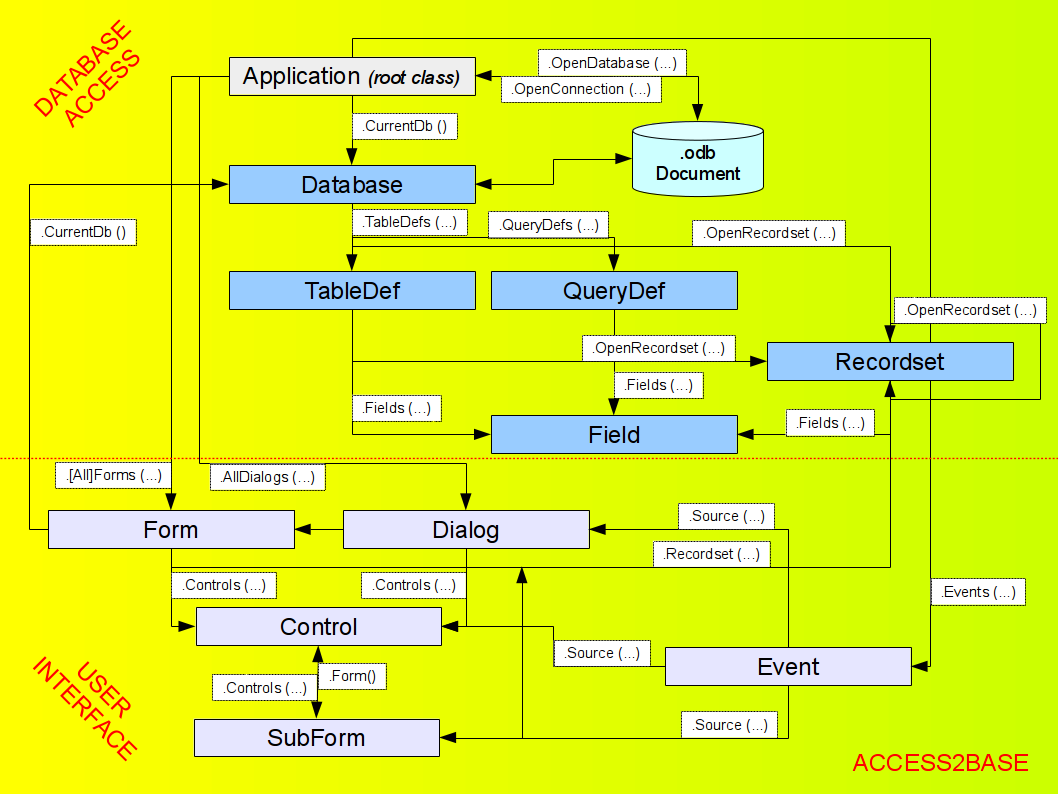 DATABASE
ACCESS
Application (root class)
.OpenDatabase (...)
.OpenConnection (...)
.CurrentDb ()
.odb
Document
Database
.CurrentDb ()
.TableDefs (...)
.QueryDefs (...)
.OpenRecordset (...)
TableDef
QueryDef
.OpenRecordset (...)
.OpenRecordset (...)
Recordset
.Fields (...)
.Fields (...)
.Fields (...)
Field
.[All]Forms (...)
.AllDialogs (...)
Form
Dialog
.Source (...)
.Recordset (...)
.Controls (...)
.Controls (...)
.Events (...)
Control
.Source (...)
Event
.Form()
.Controls (...)
SubForm
.Source (...)
USER
INTERFACE
ACCESS2BASE